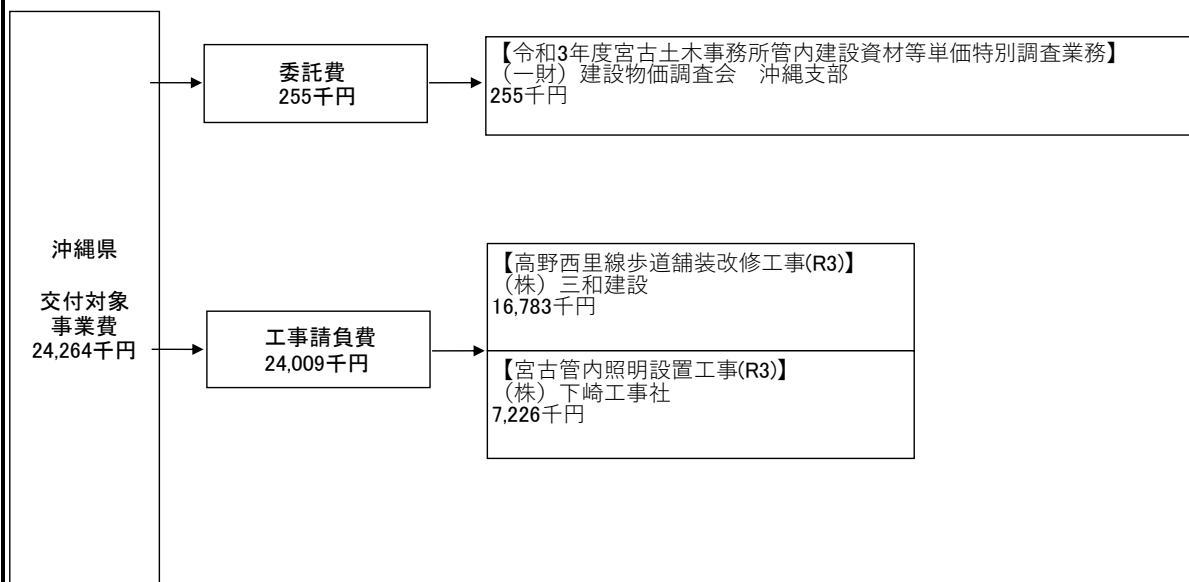 沖縄県
交付対象
事業費
24,264千円
委託費
255千円
【令和3年度宮古土木事務所管内建設資材等単価特別調査業務】
（一財）建設物価調査会　沖縄支部
255千円
工事請負費
24,009千円
【高野西里線歩道舗装改修工事(R3)】
（株）三和建設
16,783千円
【宮古管内照明設置工事(R3)】
（株）下崎工事社
7,226千円